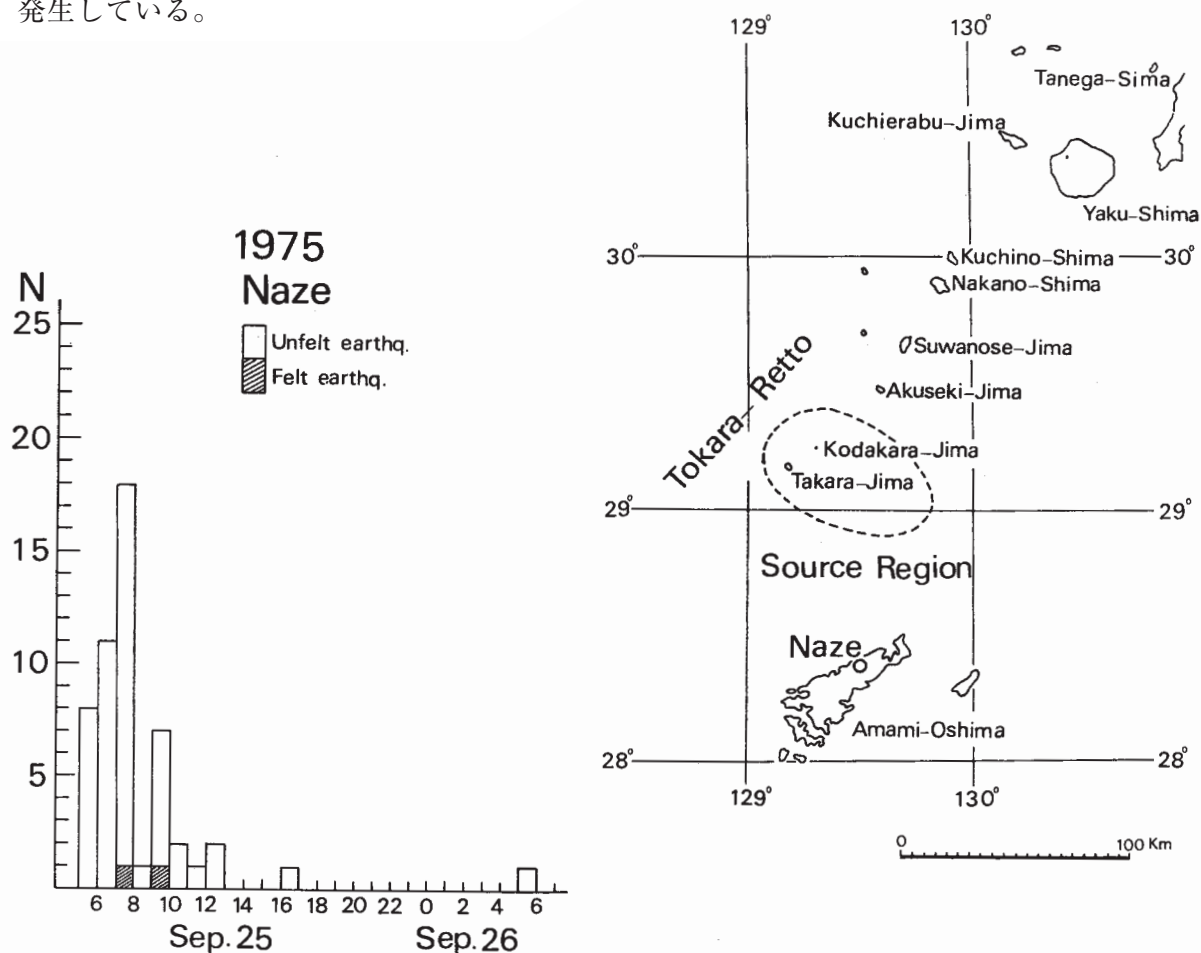 発生している。
1975
Naze
Unfelt earthq.
Felt earthq.
N
25
20
15
10
5
6 8 10 12 14 16 18 20 22 0 2 4 6
Sep. 25 Sep. 26
129° 130°
Tanega-Sima
Kuchierabu-Jima
Yaku-Shima
30° Kuchino-Shima 30°
Nakano-Shima
Suwanose-Jima
Tokara-Retto
Akuseki-Jima
Kodakara-Jima
Takara-Jima
29° 29°
Source Region
Naze
Amami-Oshima
28° 28°
129° 130°
0 100 Km